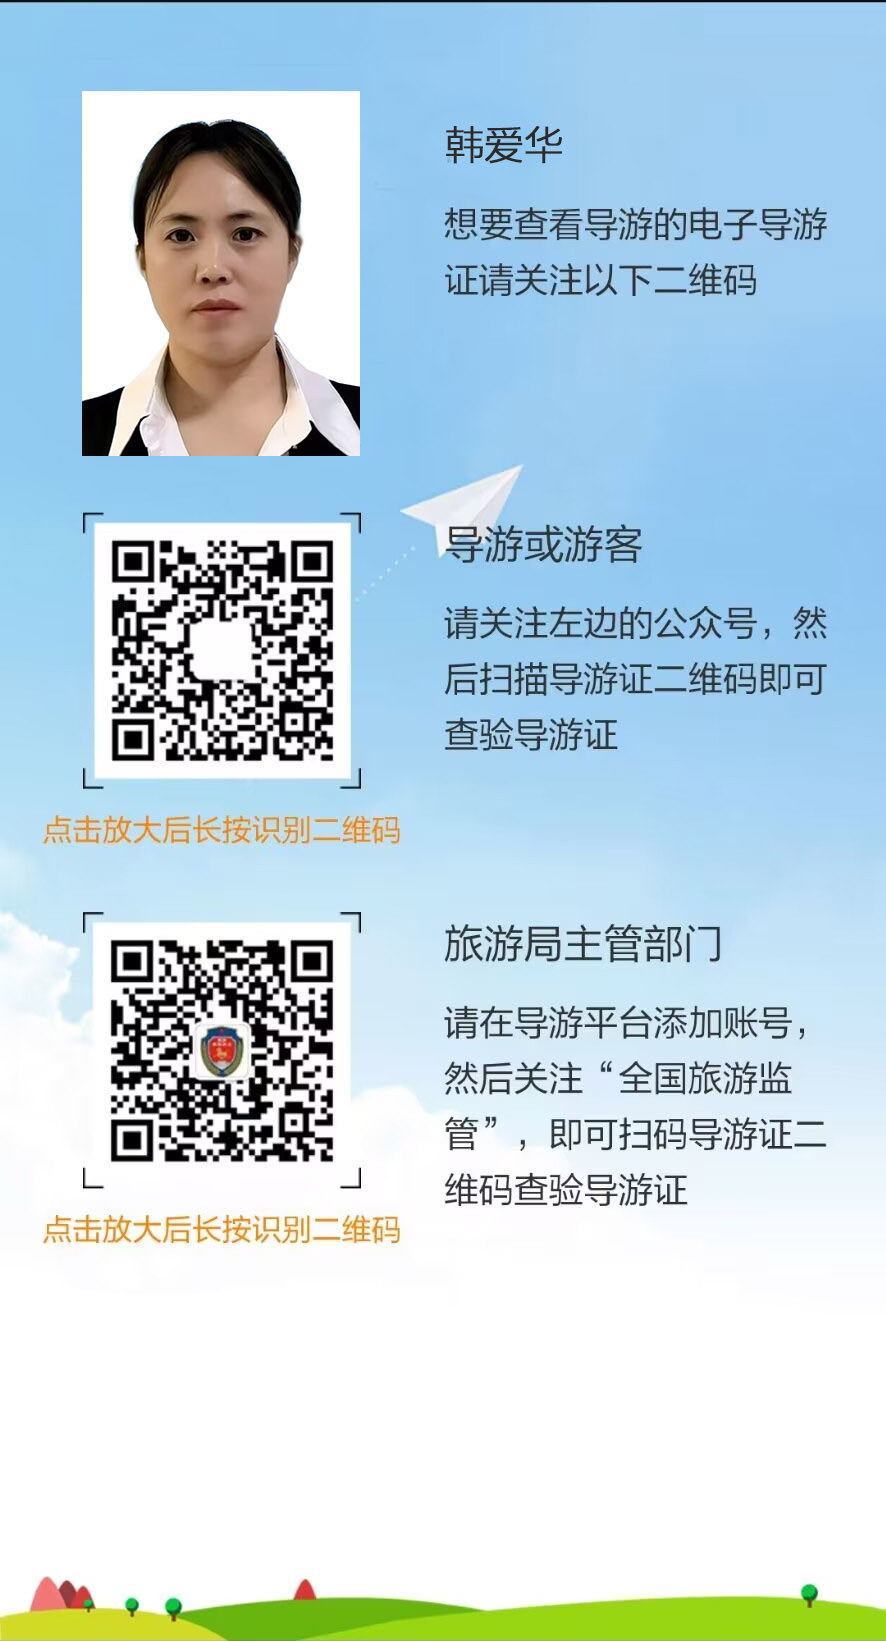 韩爱华
想要查看导游的电子导游
证请关注以下二维码
导游或游客
请关注左边的公众号，然
后扫描导游证二维码即可
查验导游证
点击放大后长按识别二维码
旅游局主管部门
请在导游平台添加账号，
然后关注“全国旅游监
管”，即可扫码导游证二
维码查验导游证
点击放大后长按识别二维码